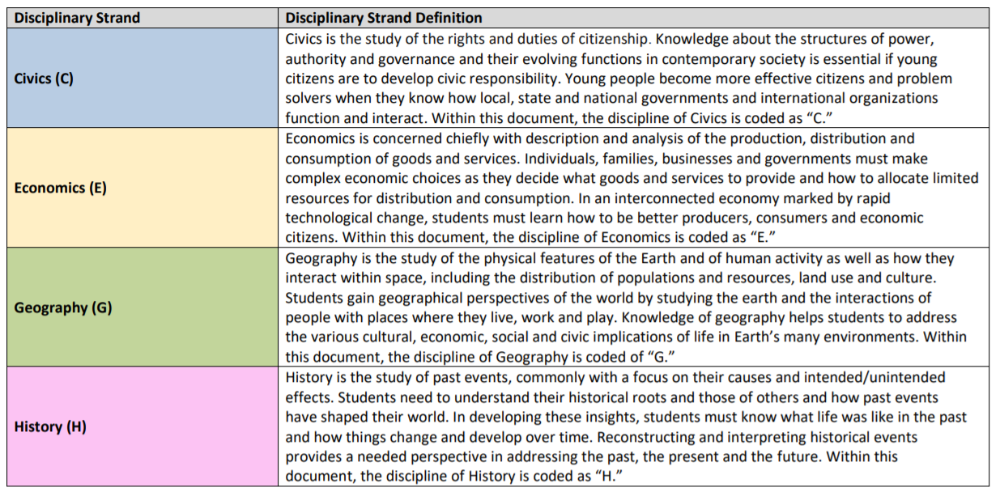 Disciplinary Strand
Disciplinary Strand Definition
Civics (C)
Civics is the study of the rights and duties of citizenship. Knowledge about the structures of power,
authority and governance and their evolving functions in contemporary society is essential if young
citizens are to develop civic responsibility. Young people become more effective citizens and problem
solvers when they know how local, state and national governments and international organizations
function and interact. Within this document, the discipline of Civics is coded as “C.”
Economics (E)
Economics is concerned chiefly with description and analysis of the production, distribution and
consumption of goods and services. Individuals, families, businesses and governments must make
complex economic choices as they decide what goods and services to provide and how to allocate limited
resources for distribution and consumption. In an interconnected economy marked by rapid
technological change, students must learn how to be better producers, consumers and economic
citizens. Within this document, the discipline of Economics is coded as “E.”
Geography (G)
Geography is the study of the physical features of the Earth and of human activity as well as how they
interact within space, including the distribution of populations and resources, land use and culture.
Students gain geographical perspectives of the world by studying the earth and the interactions of
people with places where they live, work and play. Knowledge of geography helps students to address
the various cultural, economic, social and civic implications of life in Earth’s many environments. Within
this document, the discipline of Geography is coded of “G.”
History (H)
History is the study of past events, commonly with a focus on their causes and intended/unintended
effects. Students need to understand their historical roots and those of others and how past events
have shaped their world. In developing these insights, students must know what life was like in the past
and how things change and develop over time. Reconstructing and interpreting historical events
provides a needed perspective in addressing the past, the present and the future. Within this
document, the discipline of History is coded as “H.”